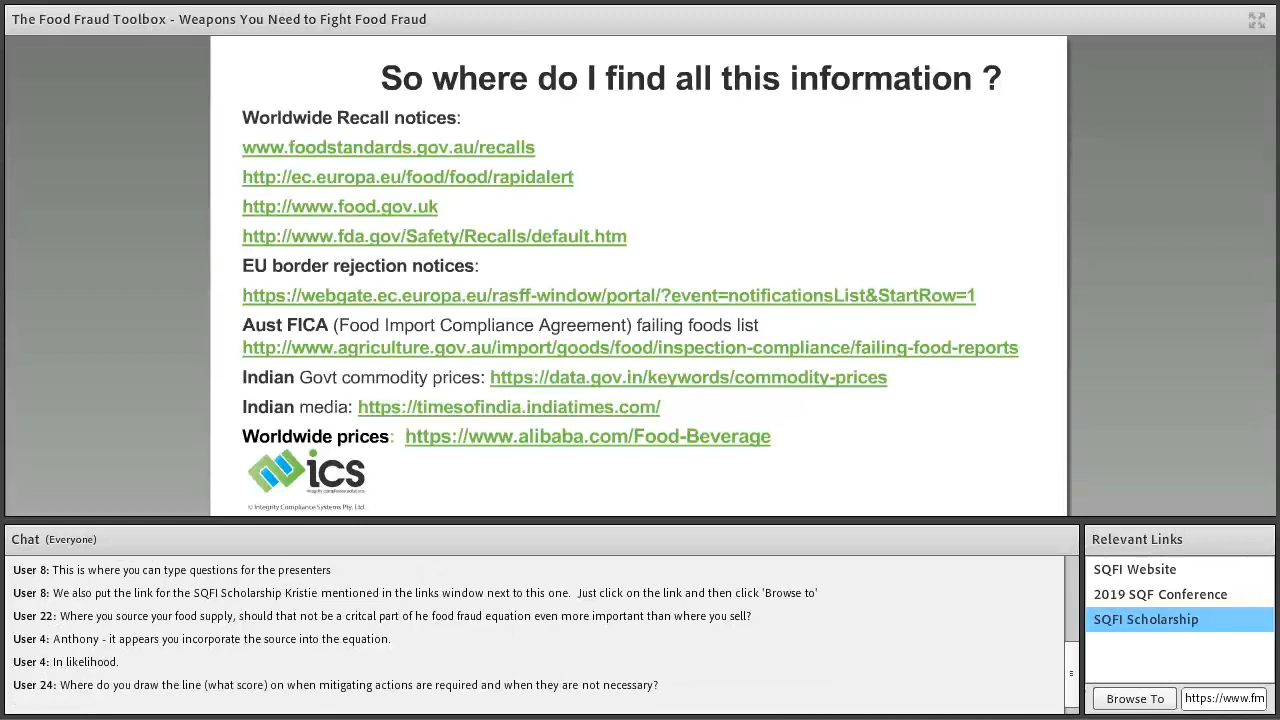 The Food Fraud Toolbox - Weapons You Need to Fight Food Fraud
So where do I find all this information ?
Worldwide Recall notices:
www.foodstandards.gov.au/recalls
http://ec.europa.eu/food/food/rapidalert
http://www.food.gov.uk
http://www.fda.gov/Safety/Recalls/default.htm
EU border rejection notices:
https://webgate.ec.europa.eu/rasff-window/portal/?event=notificationsList&StartRow=1
Aust FICA (Food Import Compliance Agreement) failing foods list
http://www.agriculture.gov.au/import/goods/food/inspection-compliance/failing-food-reports
Indian Govt commodity prices: https://data.gov.in/keywords/commodity-prices
Indian media: https://timesofindia.indiatimes.com/
Worldwide prices: https://www.alibaba.com/Food-Beverage
ics
integrity compliance solutions
© Integrity Compliance Systems Pty. Ltd.
Chat (Everyone)
User 8: This is where you can type questions for the presenters
User 8: We also put the link for the SQFI Scholarship Kristie mentioned in the links window next to this one. Just click on the link and then click 'Browse to'
User 22: Where you source your food supply, should that not be a critcal part of he food fraud equation even more important than where you sell?
User 4: Anthony - it appears you incorporate the source into the equation.
User 4: In likelihood.
User 24: Where do you draw the line (what score) on when mitigating actions are required and when they are not necessary?
Relevant Links
SQFI Website
2019 SQF Conference
SQFI Scholarship
Browse To
https://www.fm